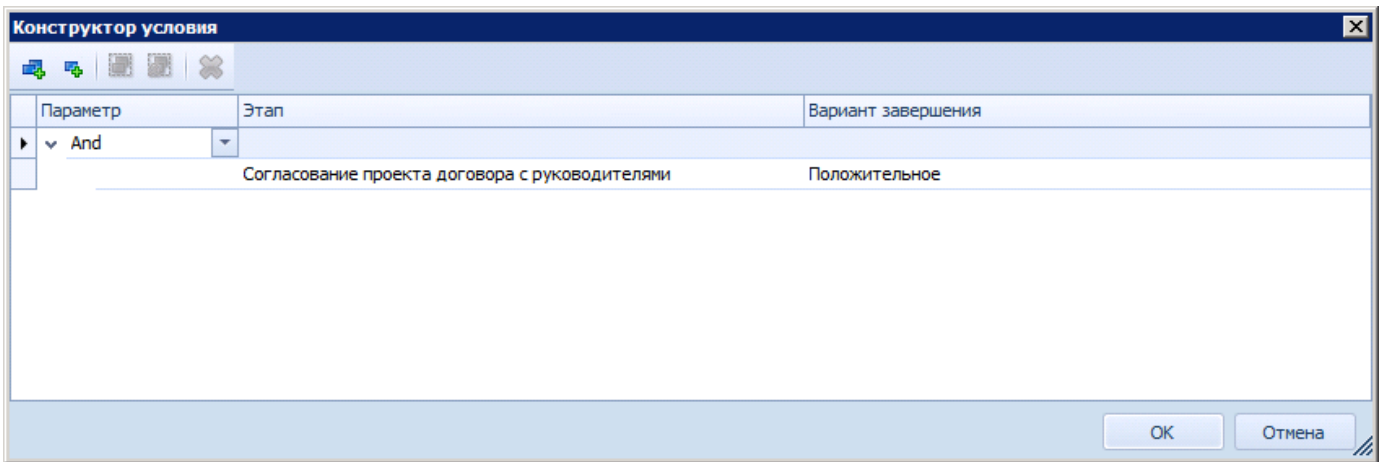 Конструктор условия
Параметр Этап Вариант завершения
And
Согласование проекта договора с руководителями Положительное
OK Отмена